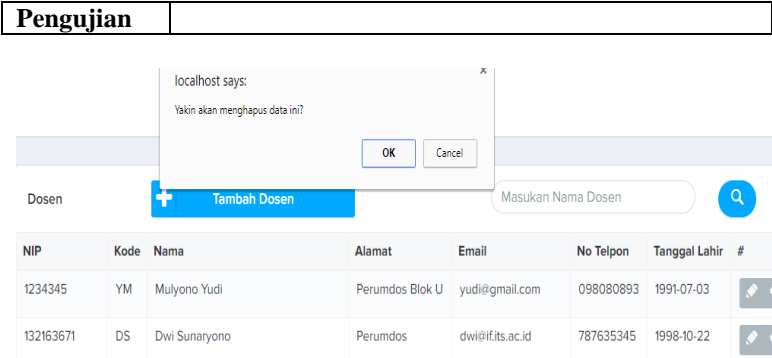 Pengujian
localhost says:
X
Yakin akan menghapus data ini?
OK Cancel
Dosen + Tambah Dosen Masukan Nama Dosen
NIP Kode Nama Alamat Email No Telpon Tanggal Lahir #
1234345 YM Mulyono Yudi Perumdos Blok U yudi@gmail.com 098080893 1991-07-03
132163671 DS Dwi Sunaryono Perumdos dwi@if.its.ac.id 787635345 1998-10-22